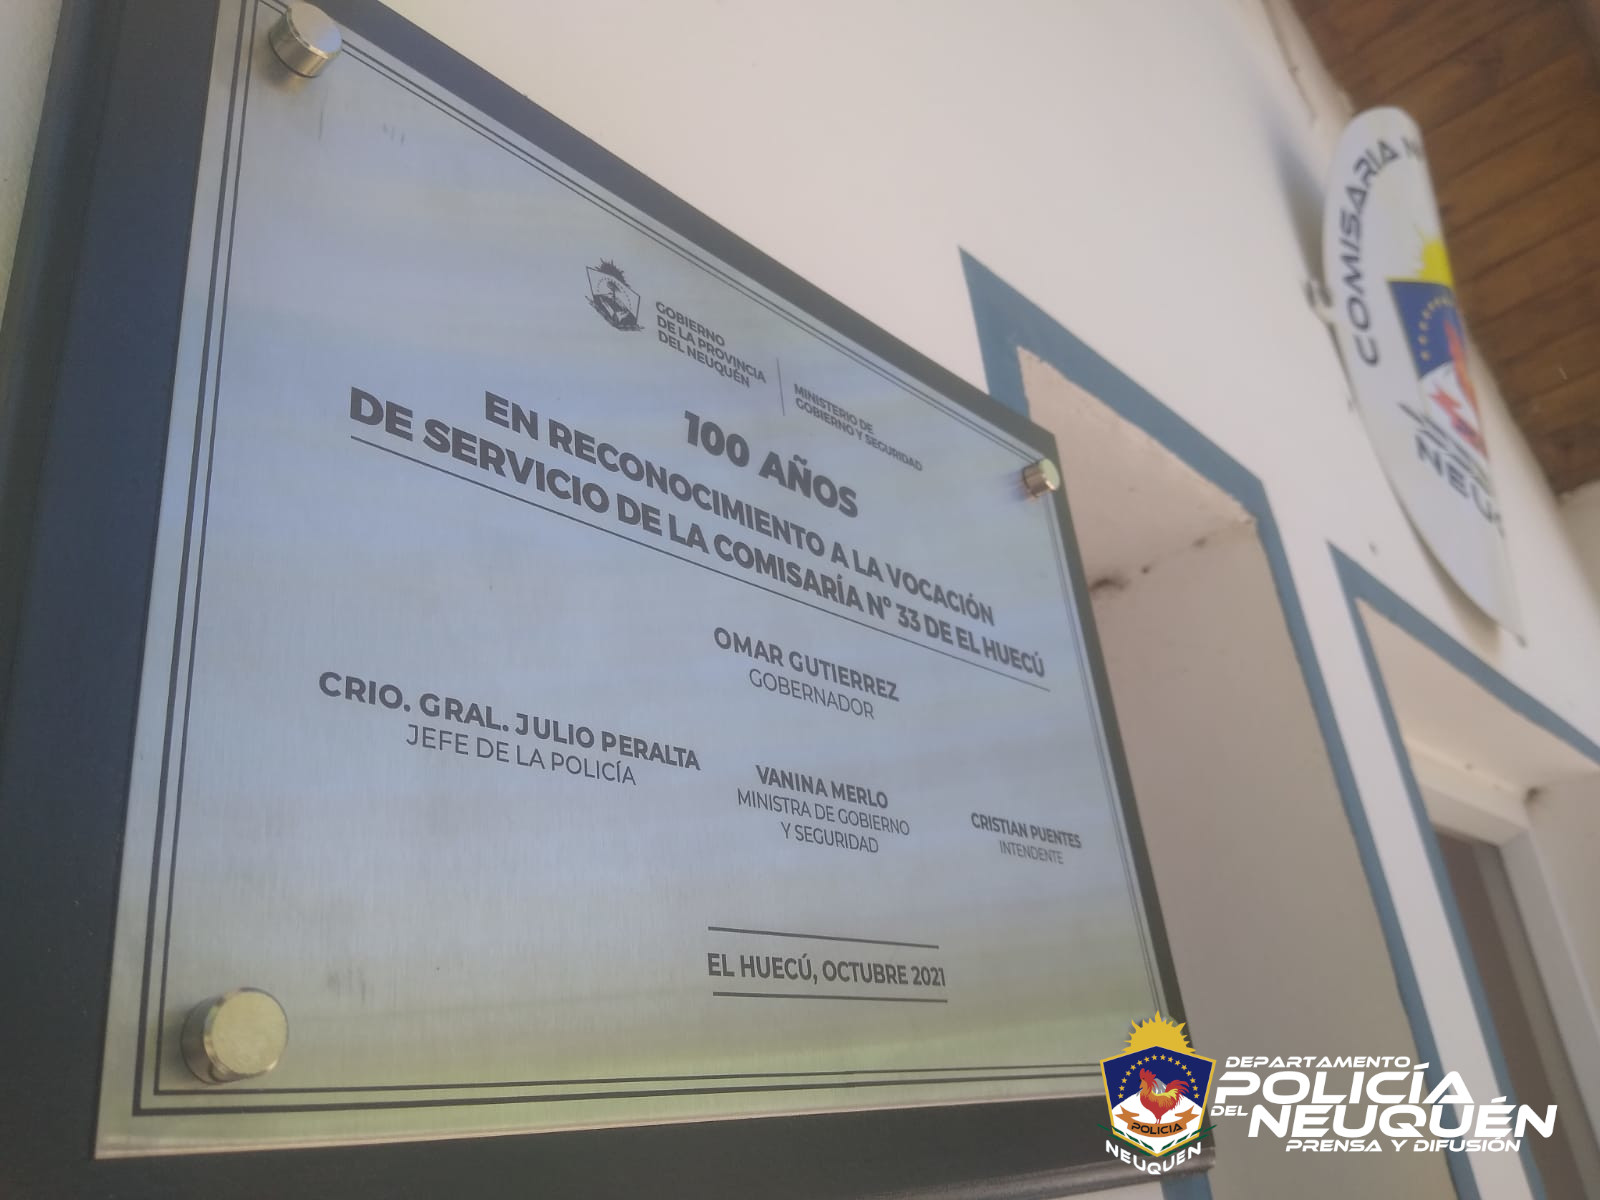 GOBIERNO
DE LA PROVINCIA
DEL NEUQUÉN
MINISTERIO DE
GOBIERNO Y SEGURIDAD
100 AÑOS
EN RECONOCIMIENTO A LA VOCACIÓN
DE SERVICIO DE LA COMISARÍA Nº 33 DE EL HUECÚ
OMAR GUTIERREZ
GOBERNADOR
CRIO. GRAL. JULIO PERALTA
JEFE DE LA POLICÍA
VANINA MERLO
MINISTRA DE GOBIERNO
Y SEGURIDAD
CRISTIAN PUENTES
INTENDENTE
EL HUECÚ, OCTUBRE 2021
COMISARIA
POLICIA
NEUQUEN
DEPARTAMENTO
POLICÍA
DEL NEUQUÉN
PRENSA Y DIFUSIÓN